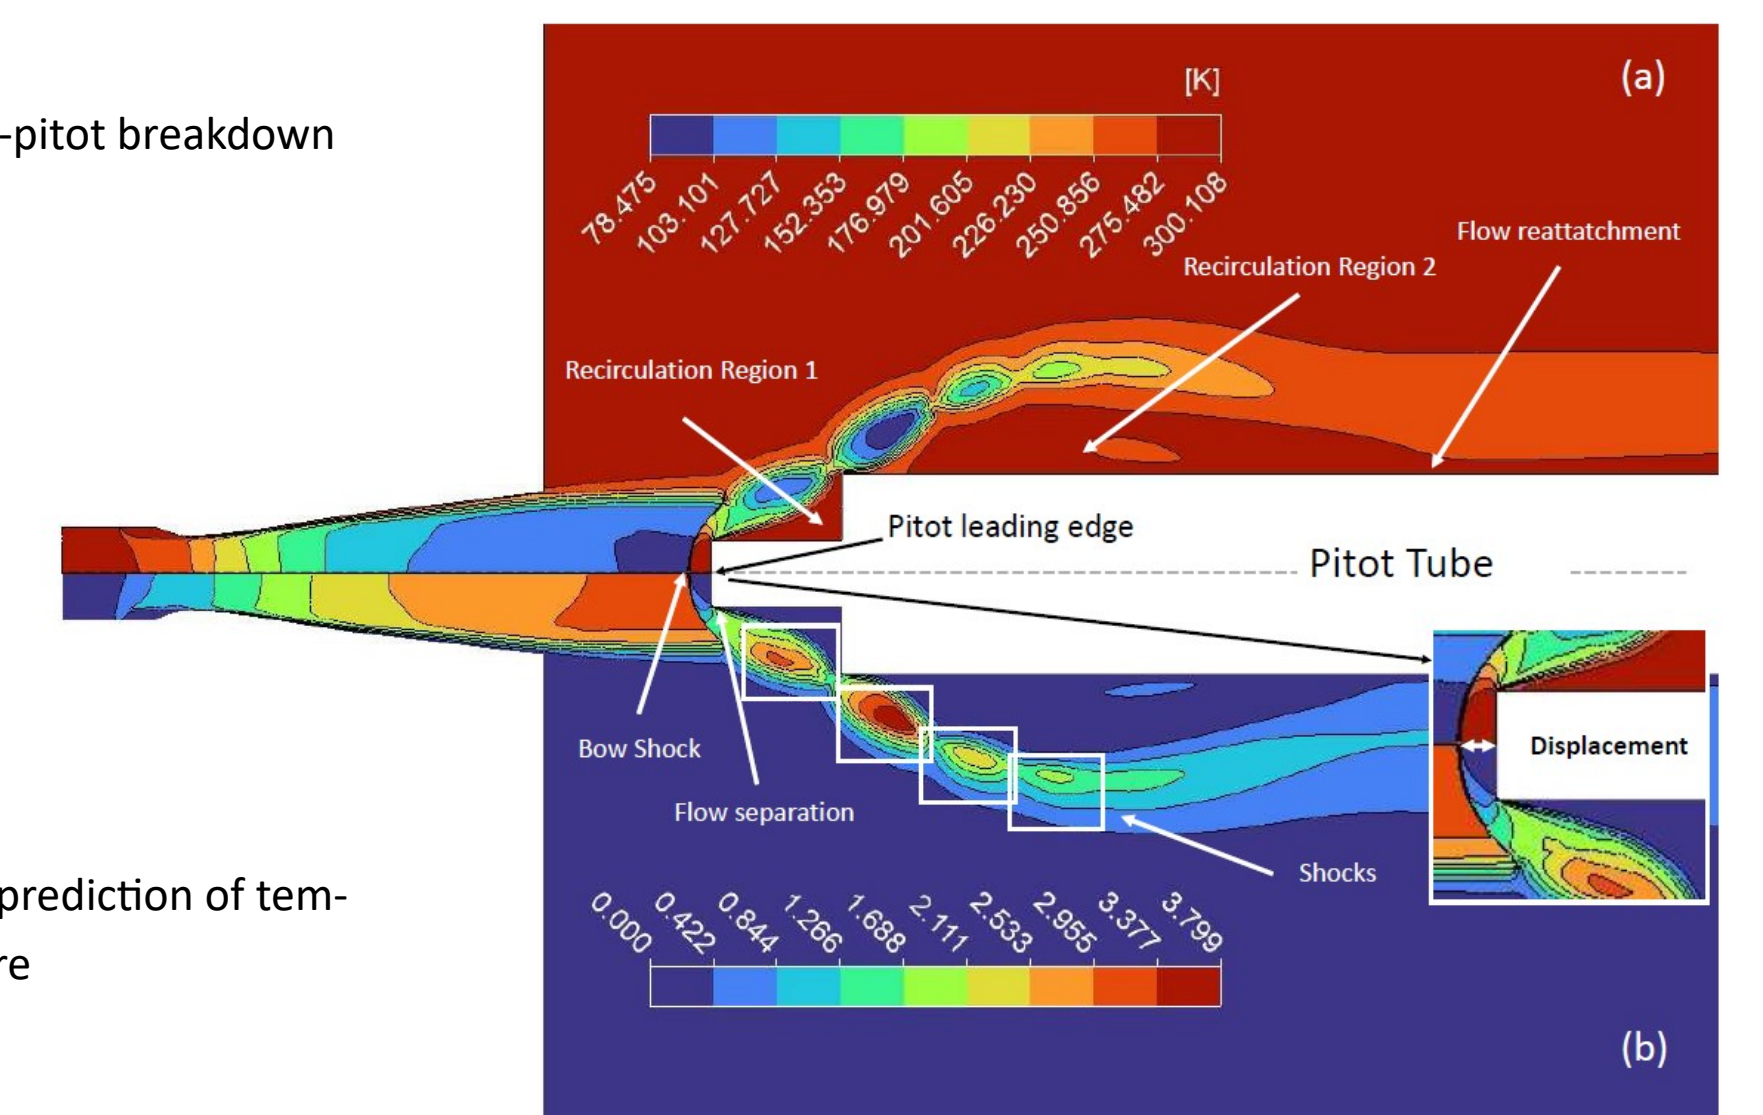 (a)
[K]
-pitot breakdown
78.475
103.101
127.727
152.353
176.979
201.605
226.230
250.856
275.482
300.108
Flow reattatchment
Recirculation Region 2
Recirculation Region 1
Pitot leading edge
Pitot Tube
Displacement
Bow Shock
Flow separation
Shocks
prediction of tem-
re
0.000
0.422
0.844
1.266
1.688
2.111
2.533
2.955
3.377
3.799
(b)